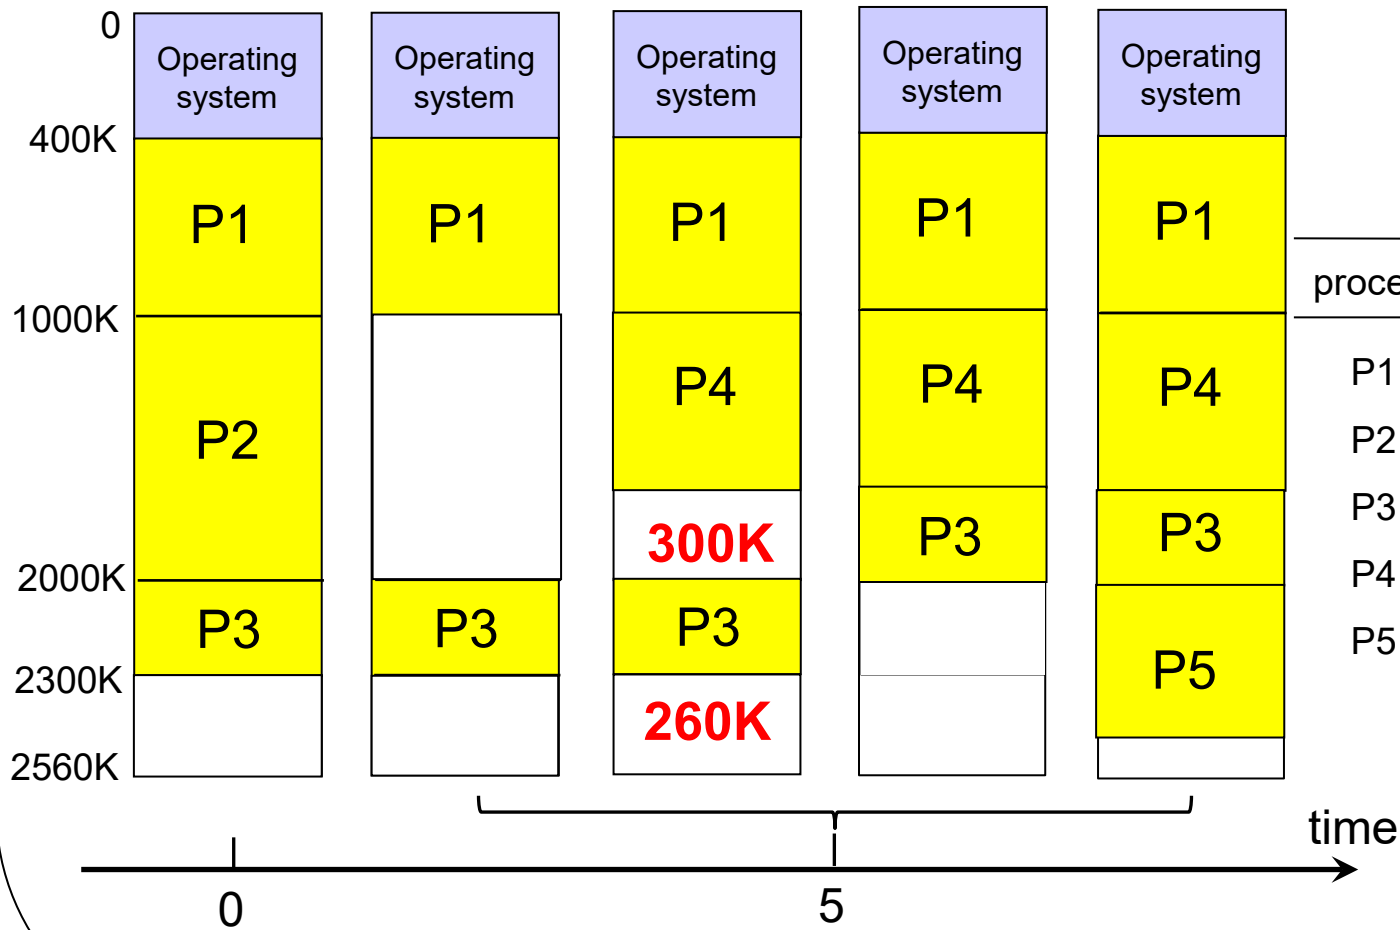 0
400K
1000K
2000K
2300K
2560K
Operating
system
P1
P2
P3
Operating
system
P1
P3
Operating
system
P1
P4
300K
P3
260K
Operating
system
P1
P4
P3
Operating
system
P1
P4
P3
P5
proce
P1
P2
P3
P4
P5
time
0
5